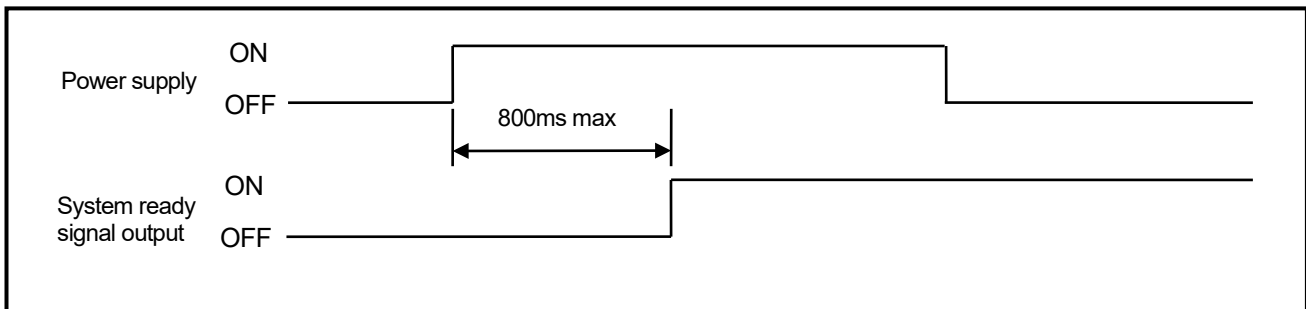 ON
Power supply
OFF
800ms max
ON
System ready
signal output
OFF